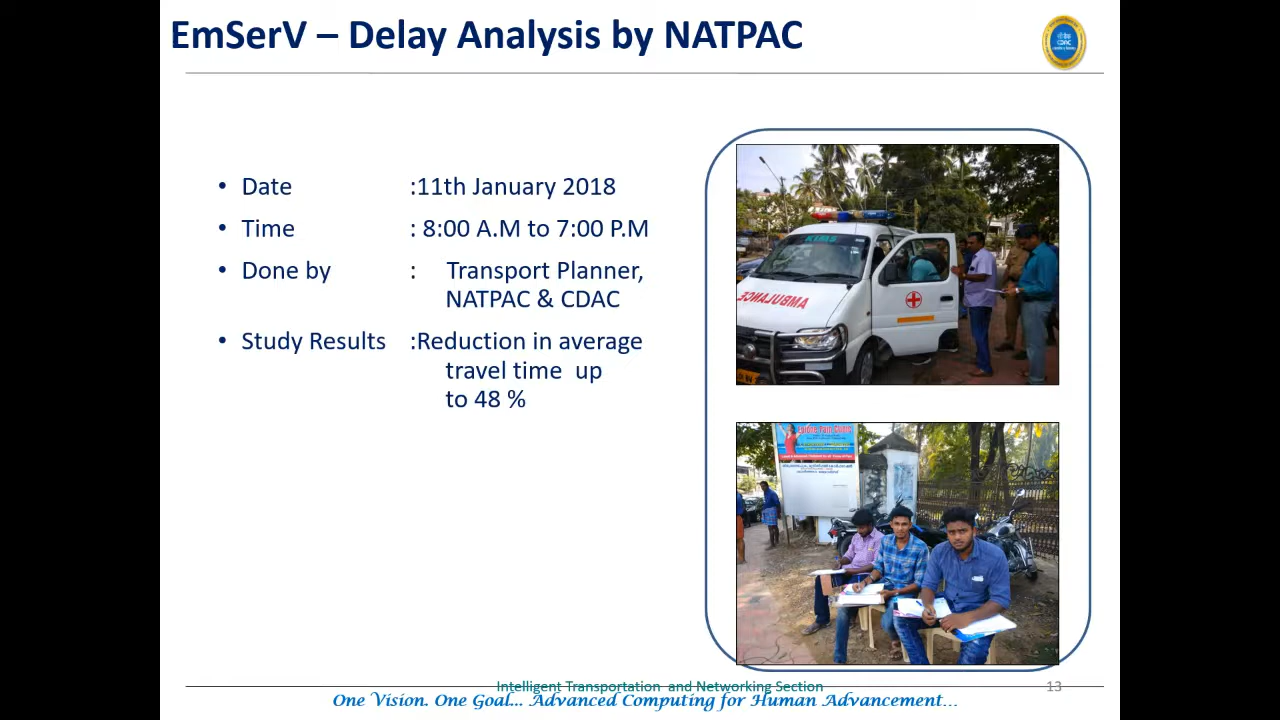 EmSerV – Delay Analysis by NATPAC
CDAC
• Date :11th January 2018
• Time : 8:00 A.M to 7:00 P.M
• Done by : Transport Planner,
NATPAC & CDAC
• Study Results :Reduction in average
travel time up
to 48 %
KIMS
AMBULANCE
Intelligent Transportation and Networking Section
13
One Vision. One Goal... Advanced Computing for Human Advancement...